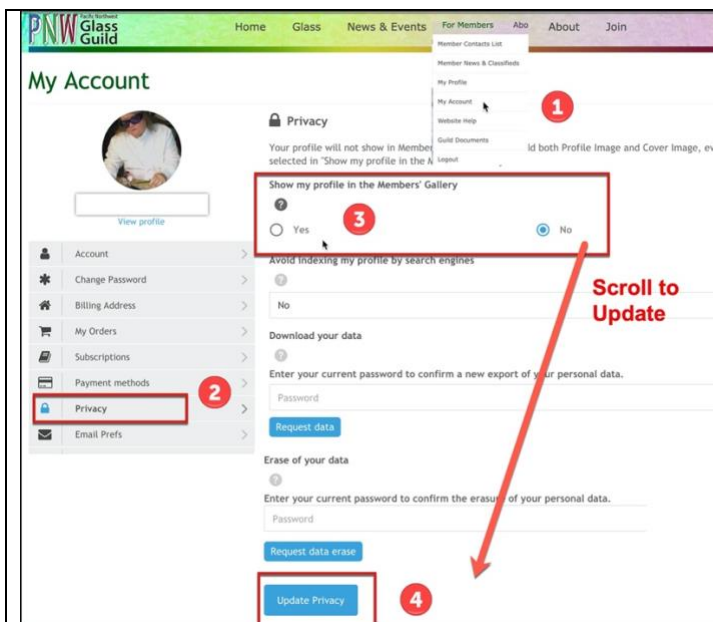 Pacific Northwest
PNW Glass Guild
Home Glass News & Events For Members Abo About Join
Member Contacts List
Member News & Classifieds
My Profile
My Account
Website Help
Guild Documents
Logout
1
My Account
View profile
Account
Change Password
Billing Address
My Orders
Subscriptions
Payment methods
Privacy
Email Prefs
2
Privacy
Your profile will not show in Member
d both Profile Image and Cover Image, ev
selected in "Show my profile in the M
Show my profile in the Members' Gallery
?
Yes
3
No
Avoid indexing my profile by search engines
?
No
Scroll to
Update
Download your data
?
Enter your current password to confirm a new export of your personal data.
Password
Request data
Erase of your data
?
Enter your current password to confirm the erasure of your personal data.
Password
Request data erase
Update Privacy
4